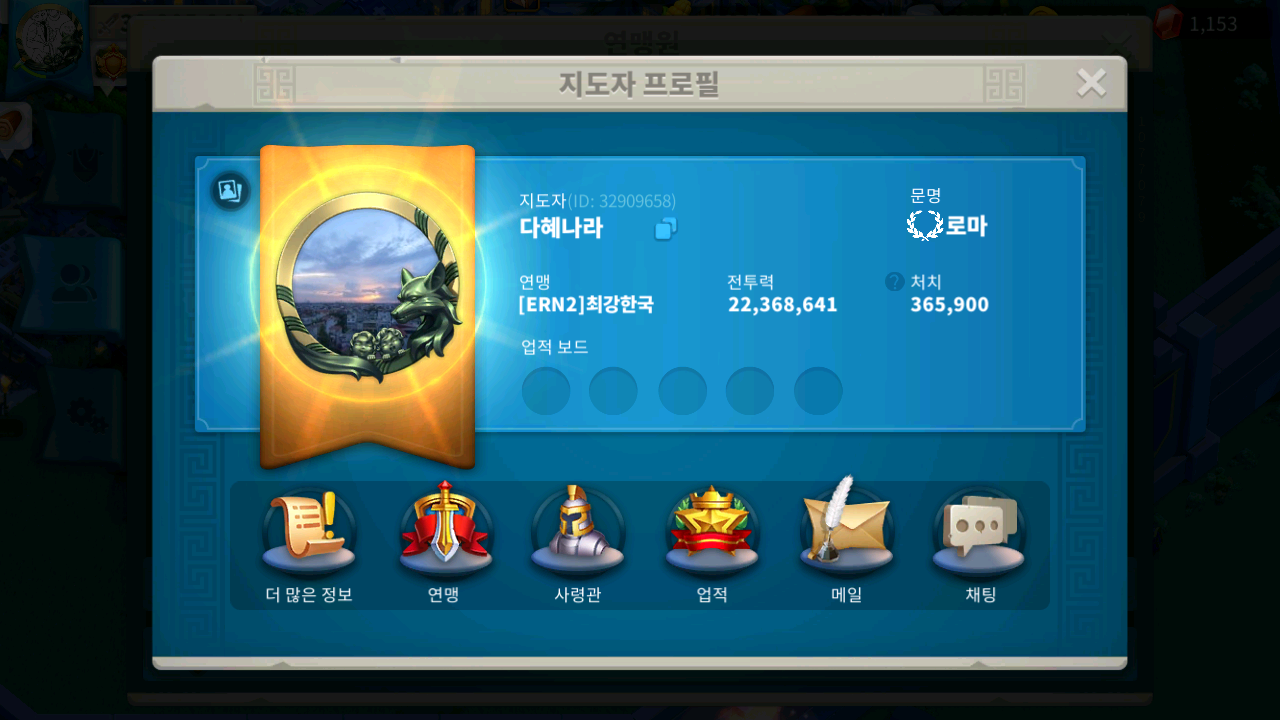 연맹원
1,153
지도자 프로필
지도자(ID: 32909658)
다혜나라
문명
로마
연맹
[ERN2]최강한국
전투력
22,368,641
? 처치
365,900
업적 보드
더 많은 정보
연맹
사령관
업적
메일
채팅